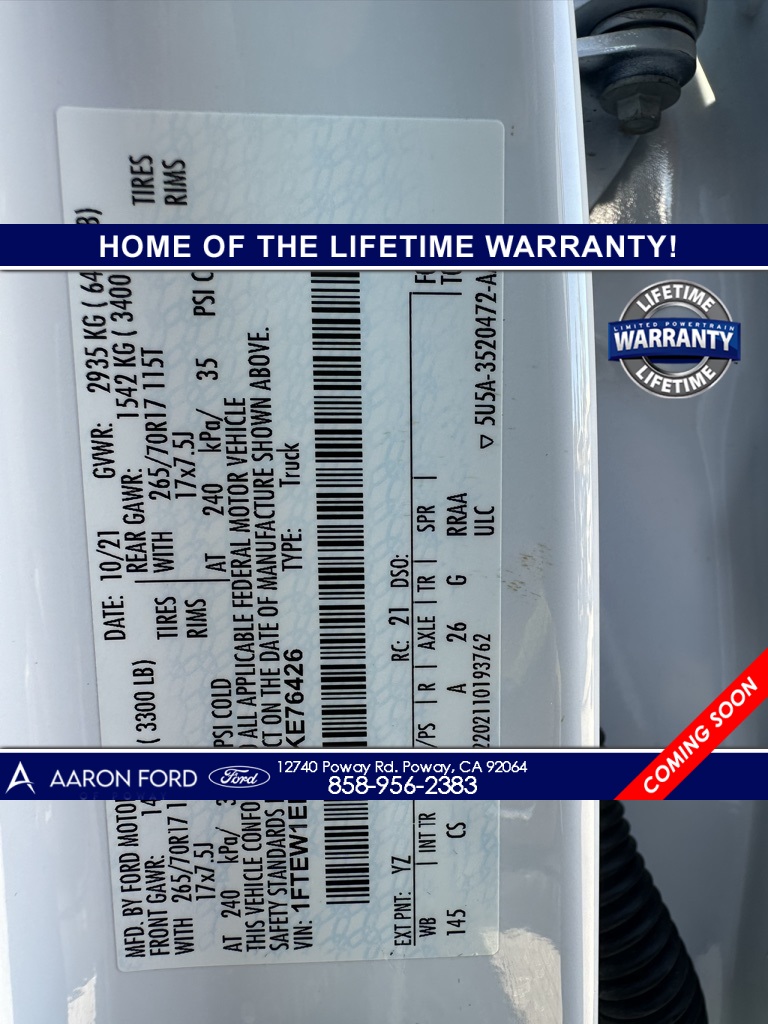 HOME OF THE LIFETIME WARRANTY!
LIFETIME
LIMITED POWERTRAIN
WARRANTY
LIFETIME
MFD. BY FORD MOTOR
DATE: 10/21 GVWR: 2935 KG ( 64
FRONT GAWR: 14 ( 3300 LB) REAR GAWR: 1542 KG ( 3400
WITH 265/70R17 1 TIRES WITH 265/70R17 115T TIRES
17x7.5J RIMS 17x7.5J RIMS
AT 240 kPa/ PSI COLD AT 240 kPa/ 35 PSI C
THIS VEHICLE CONFO ALL APPLICABLE FEDERAL MOTOR VEHICLE
SAFETY STANDARDS CT ON THE DATE OF MANUFACTURE SHOWN ABOVE.
VIN: 1FTEW1E KE76426 TYPE: Truck
EXT PNT: YZ RC: 21 DSO:
WB INT TR /PS R AXLE TR SPR
145 CS A 26 G RRAA
2202110193762 ULC
▽ 5U5A-3520472-A
COMING SOON
AARON FORD
Ford
12740 Poway Rd. Poway, CA 92064
858-956-2383